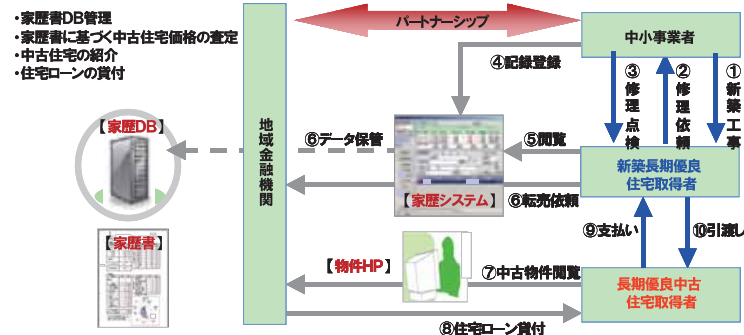 ・家歴書DB管理
・家歴書に基づく中古住宅価格の査定
・中古住宅の紹介
・住宅ローンの貸付
パートナーシップ
中小事業者
④記録登録
③修理点検
②修理依頼
①新築工事
【家歴DB】
地域金融機関
⑥データ保管
⑤閲覧
新築長期優良
住宅取得者
【家歴システム】
⑥転売依頼
⑨支払い
⑩引渡し
【家歴書】
【物件HP】
⑦中古物件閲覧
長期優良中古
住宅取得者
⑧住宅ローン貸付